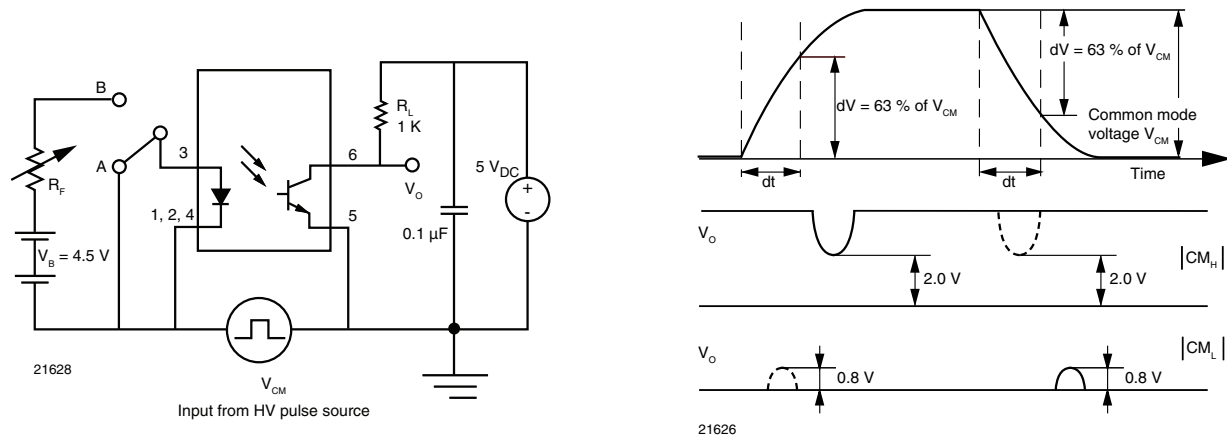 B
A
R_F
V_B = 4.5 V
3
1, 2, 4
6
5
R_L
1 K
V_O
0.1 µF
5 V_DC
+
-
V_CM
Input from HV pulse source
21628
dV = 63 % of V_CM
dV = 63 % of V_CM
Common mode
voltage V_CM
dt
dt
Time
V_O
2.0 V
2.0 V
|CM_H|
V_O
0.8 V
0.8 V
|CM_L|
21626